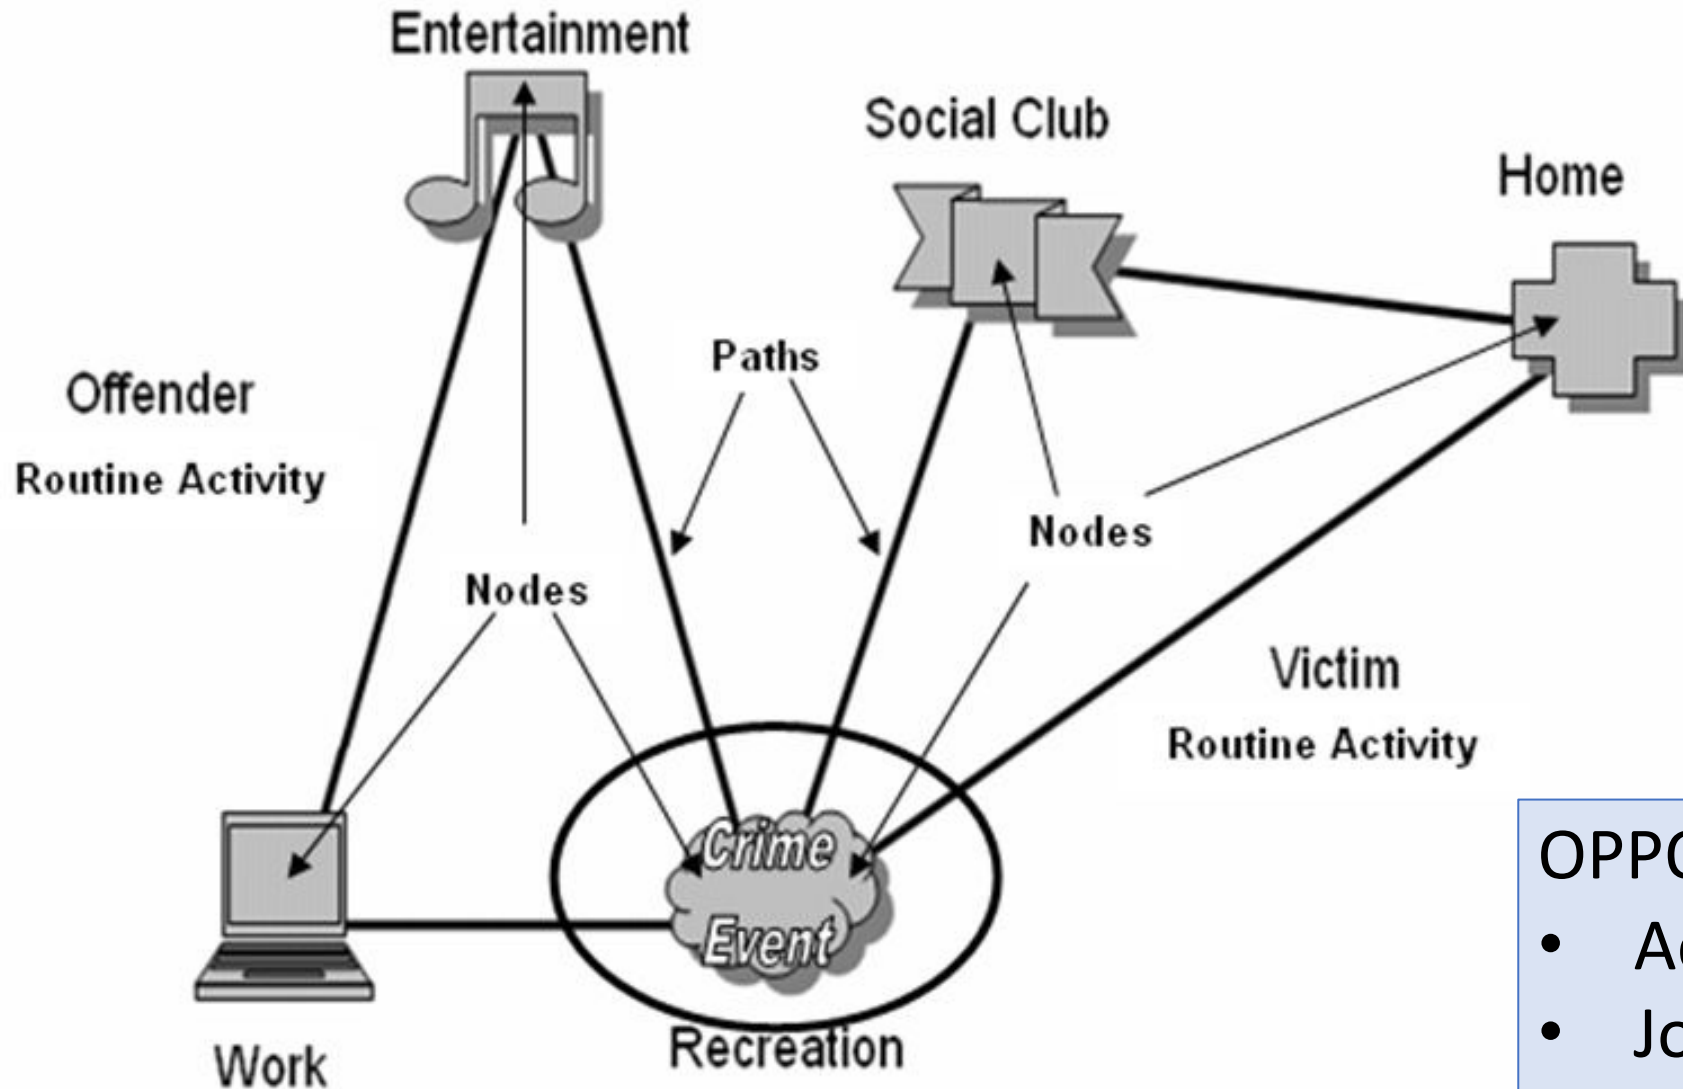 Entertainment
Social Club
Home
Paths
Offender
Routine Activity
Nodes
Nodes
Victim
Routine Activity
Crime
Event
Recreation
Work